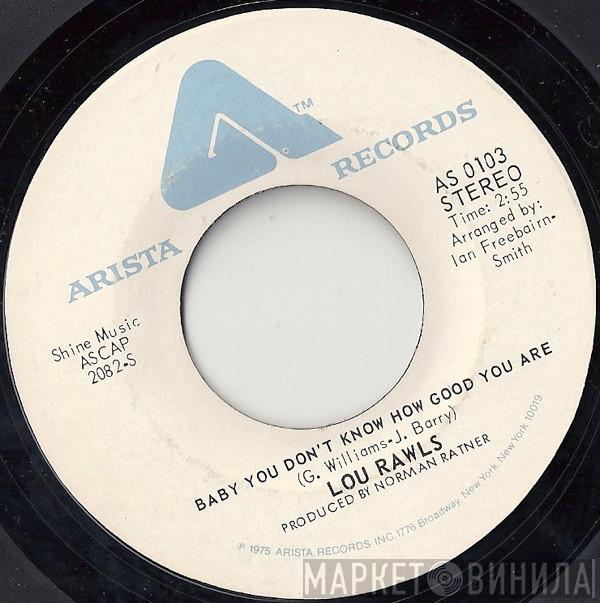 TM
ARISTA RECORDS
AS 0103
STEREO
Time: 2:55
Arranged by:
Ian Freebairn-
Smith
Shine Music
ASCAP
2082-S
BABY YOU DON'T KNOW HOW GOOD YOU ARE
(G. Williams-J. Barry)
LOU RAWLS
PRODUCED BY NORMAN RATNER
℗ 1975 ARISTA RECORDS INC. 1776 Broadway, New York, New York 10019
МАРКЕТ ВИНИЛА